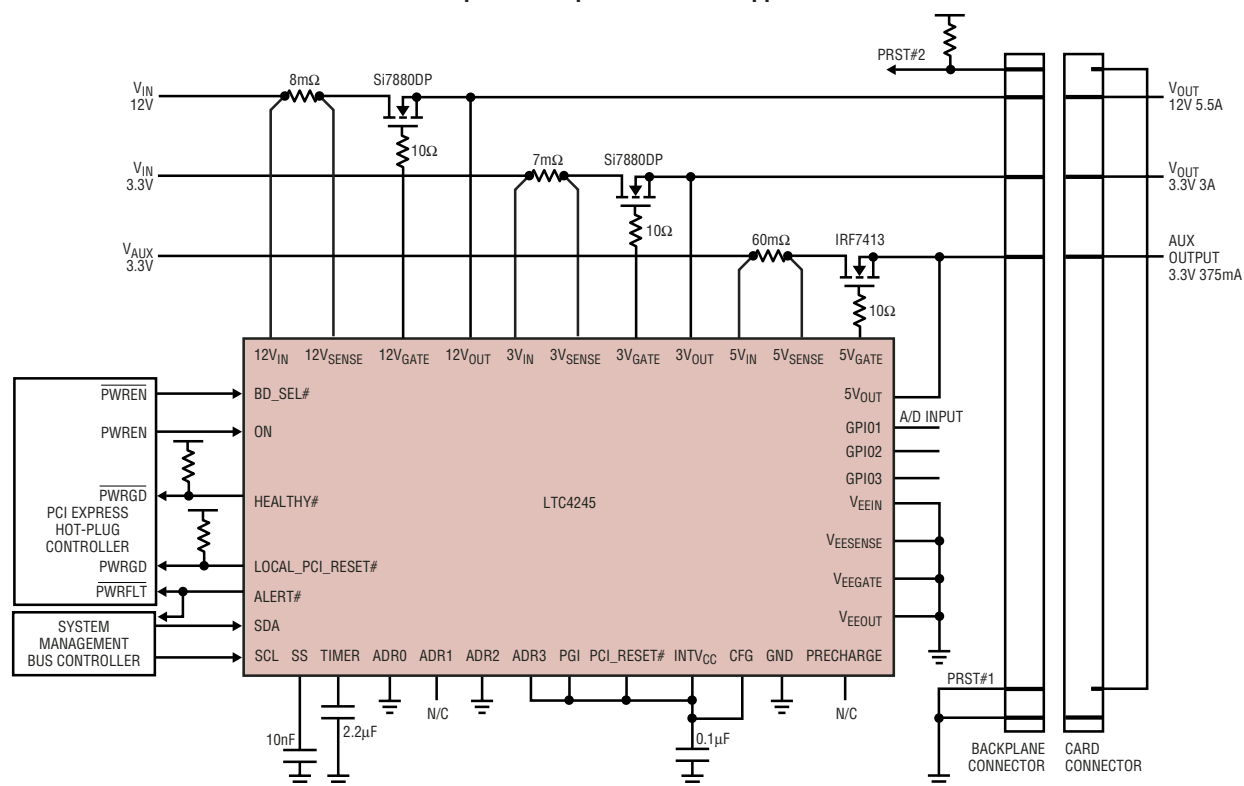 PRST#2
8mΩ
Si7880DP
VIN
12V
VOUT
12V 5.5A
10Ω
7mΩ
Si7880DP
VIN
3.3V
VOUT
3.3V 3A
10Ω
60mΩ
IRF7413
VAUX
3.3V
AUX
OUTPUT
3.3V 375mA
10Ω
12VIN
12VSENSE
12VGATE
12VOUT
3VIN
3VSENSE
3VGATE
3VOUT
5VIN
5VSENSE
5VGATE
PWREN
BD_SEL#
5VOUT
PWREN
ON
GPI01
A/D INPUT
GPI02
GPI03
PWRGD
HEALTHY#
LTC4245
VEEIN
PCI EXPRESS
HOT-PLUG
CONTROLLER
VEESENSE
PWRGD
LOCAL_PCI_RESET#
VEEGATE
PWRFLT
ALERT#
VEEOUT
SYSTEM
MANAGEMENT
BUS CONTROLLER
SDA
SCL
SS
TIMER
ADR0
ADR1
ADR2
ADR3
PGI
PCI_RESET#
INTVCC
CFG
GND
PRECHARGE
PRST#1
N/C
N/C
10nF
2.2µF
0.1µF
BACKPLANE
CONNECTOR
CARD
CONNECTOR